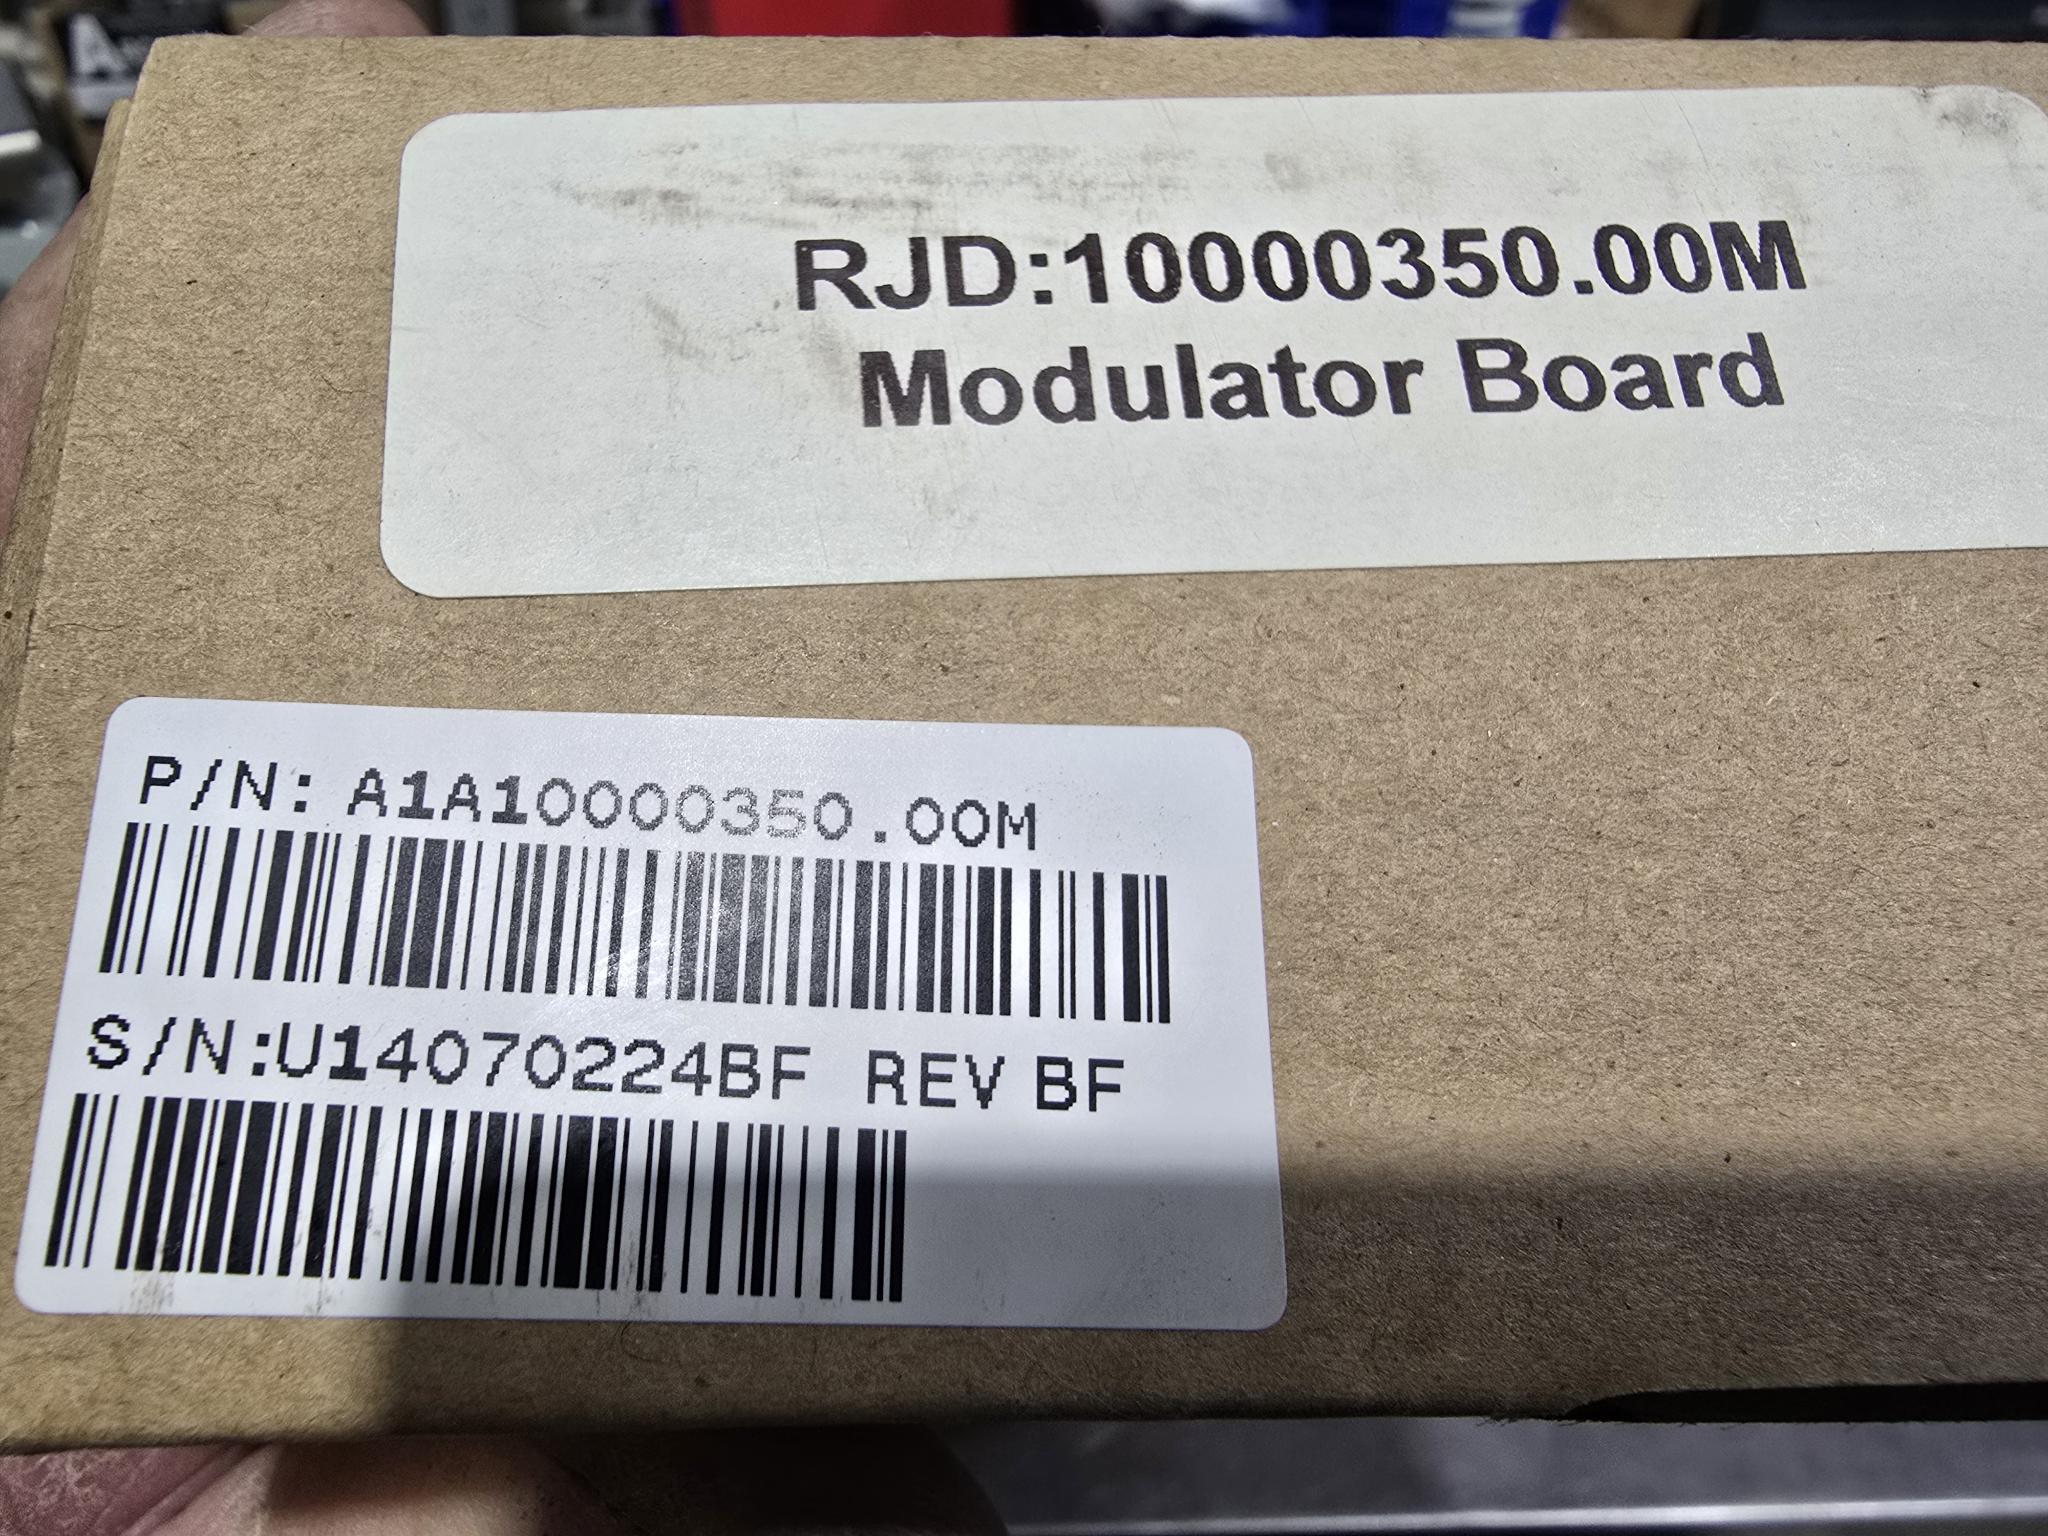 RJD:10000350.00M
Modulator Board
P/N: A1A10000350.00M
S/N:U14070224BF REV BF